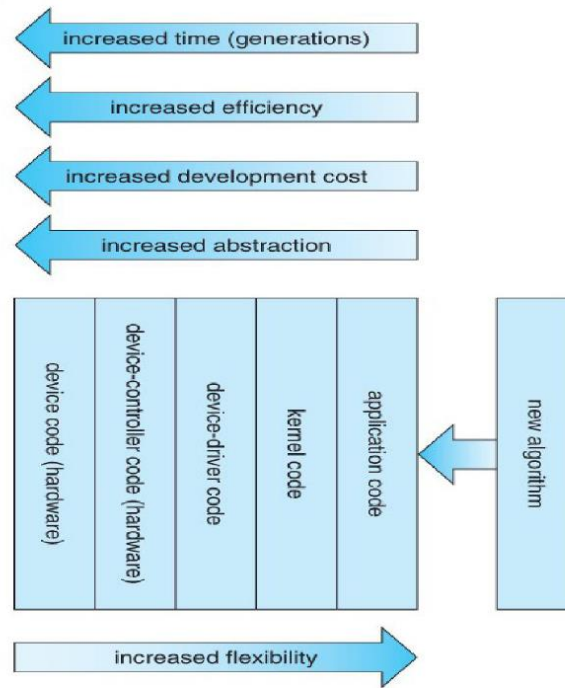 increased time (generations)
increased efficiency
increased development cost
increased abstraction
device code (hardware)
device-controller code (hardware)
device-driver code
kernel code
application code
new algorithm
increased flexibility